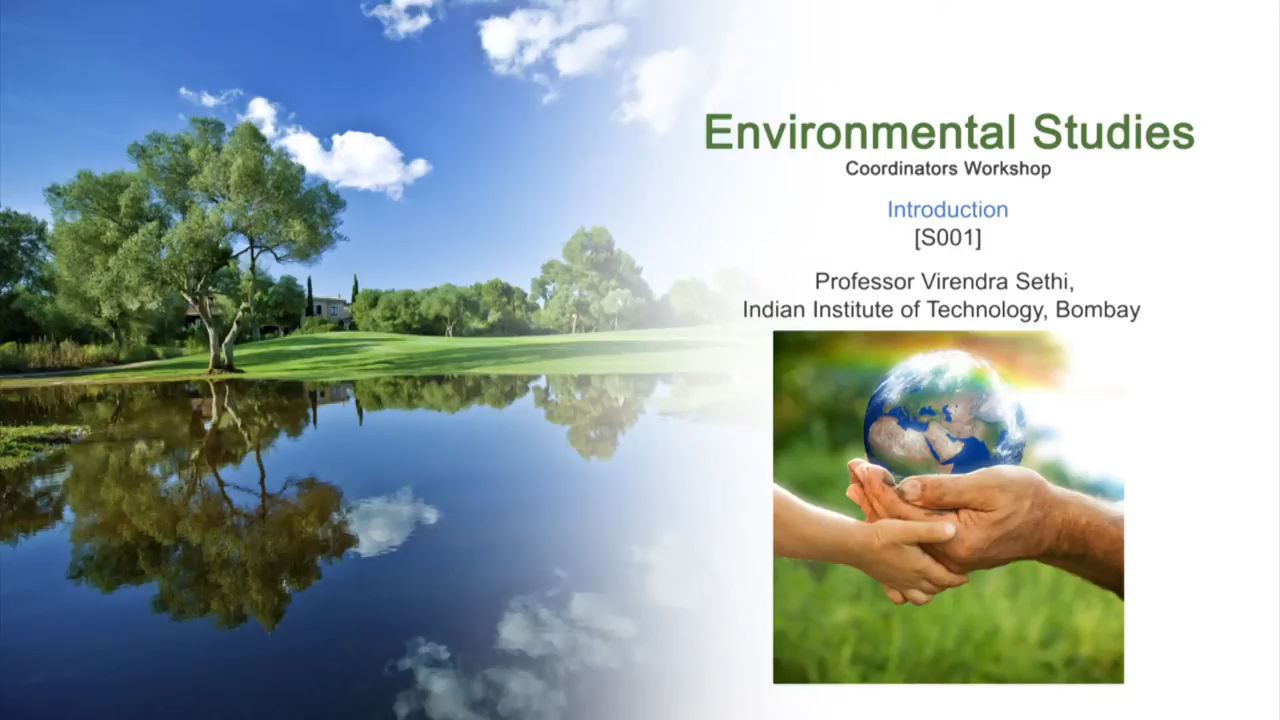 Environmental Studies
Coordinators Workshop
Introduction
[S001]
Professor Virendra Sethi,
Indian Institute of Technology, Bombay